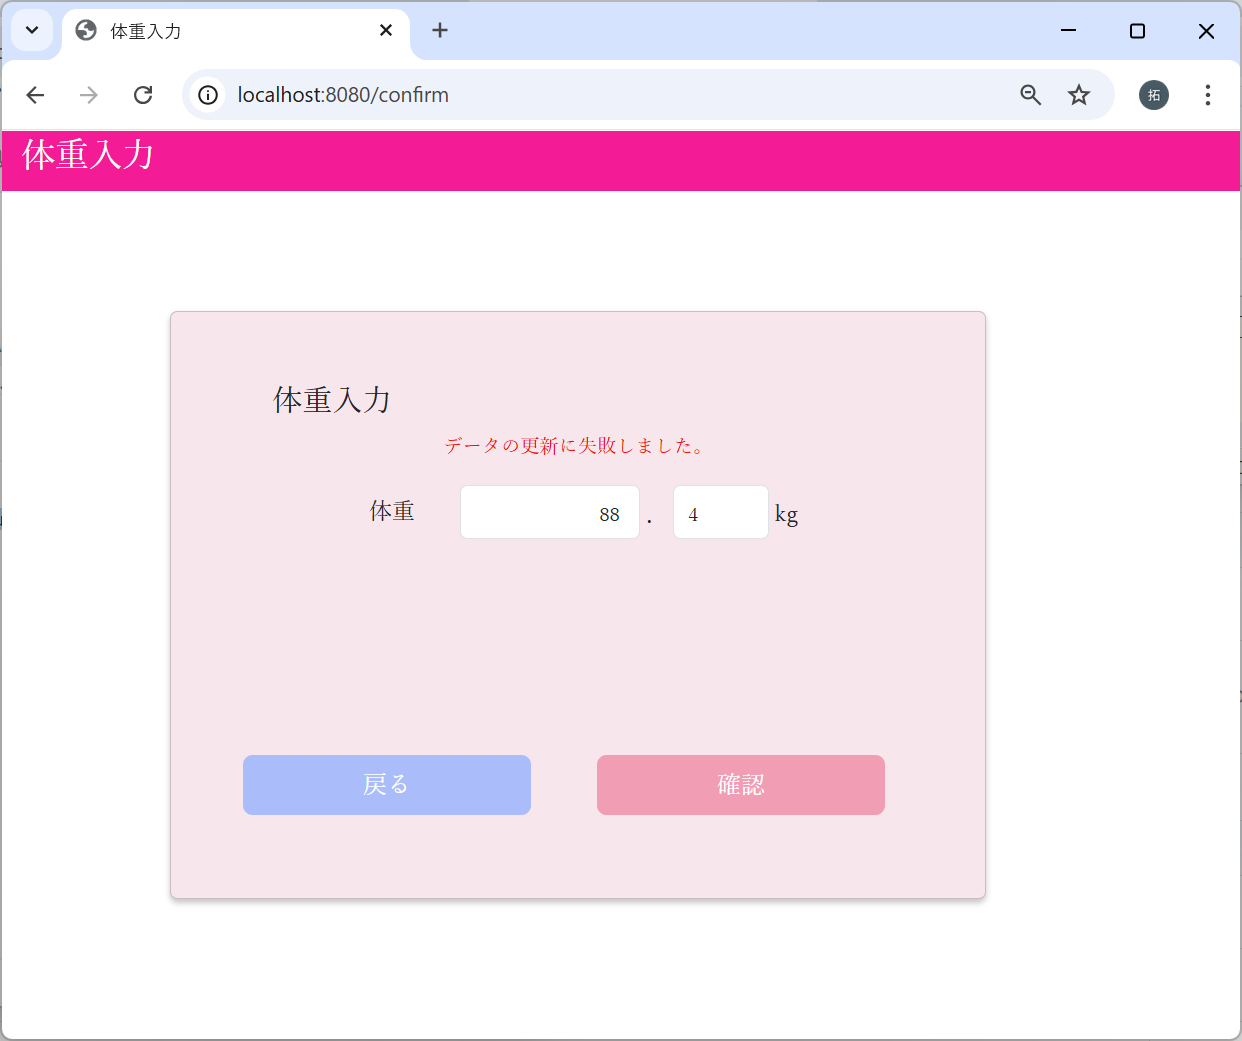 体重入力
localhost:8080/confirm
拓
体重入力
体重入力
データの更新に失敗しました。
体重 88 . 4 kg
戻る 確認